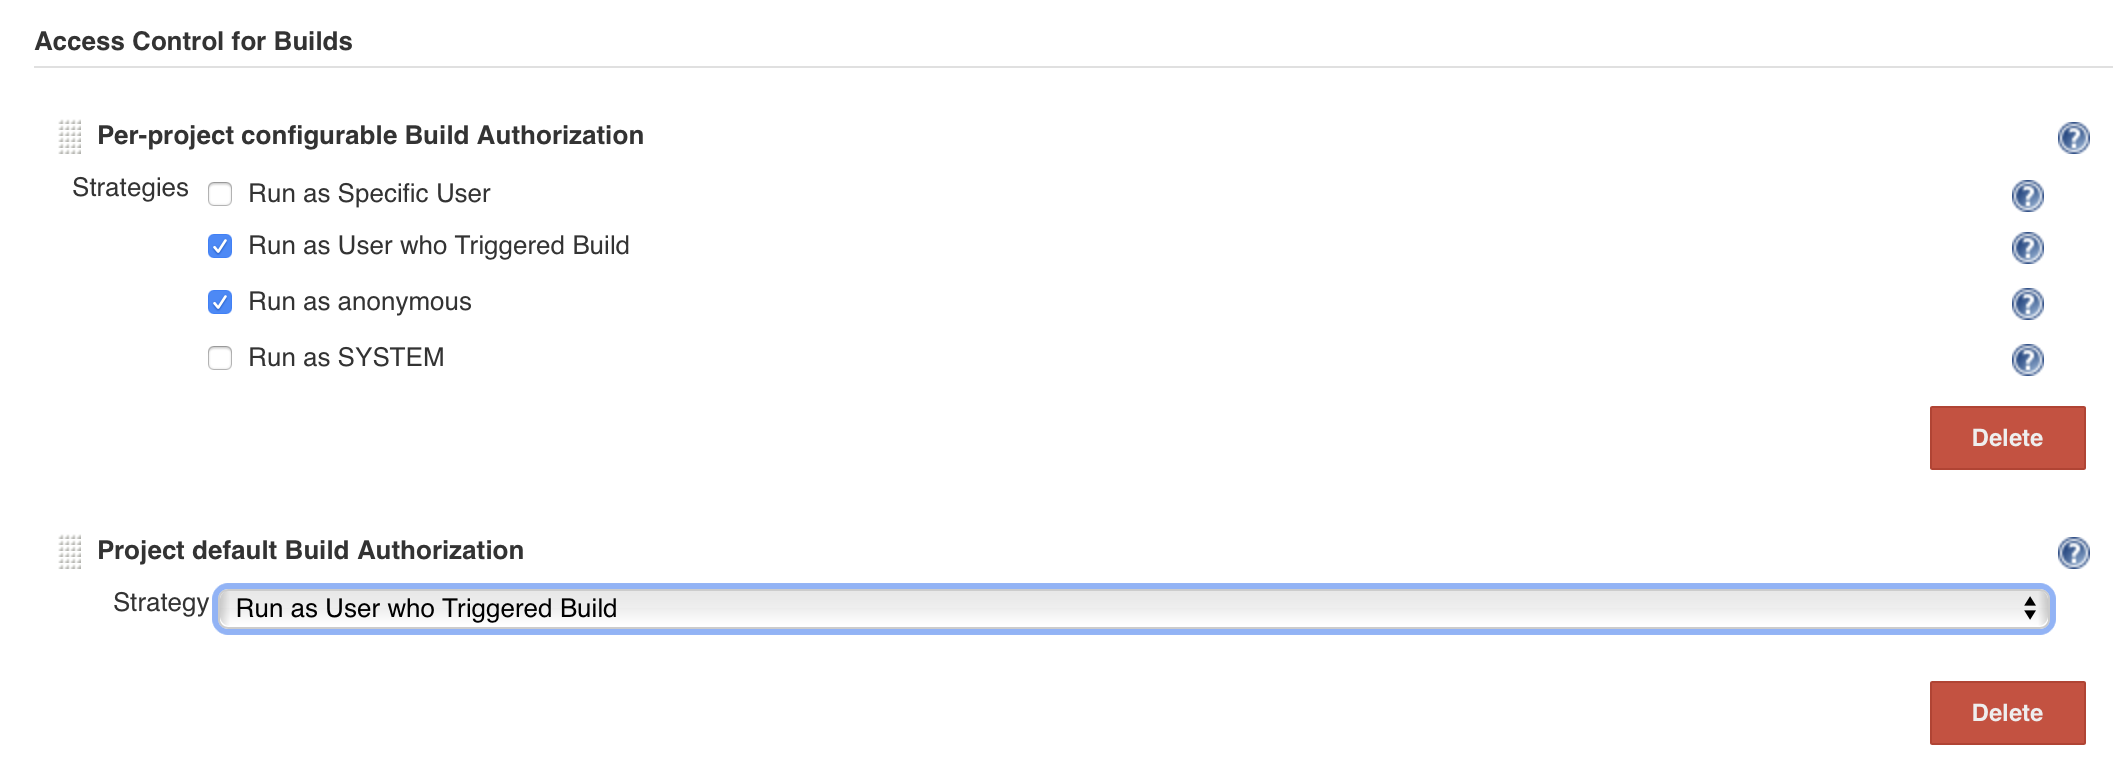 Access Control for Builds
Per-project configurable Build Authorization
?
Strategies Run as Specific User
?
Run as User who Triggered Build
?
Run as anonymous
?
Run as SYSTEM
?
Delete
Project default Build Authorization
?
Strategy Run as User who Triggered Build
Delete